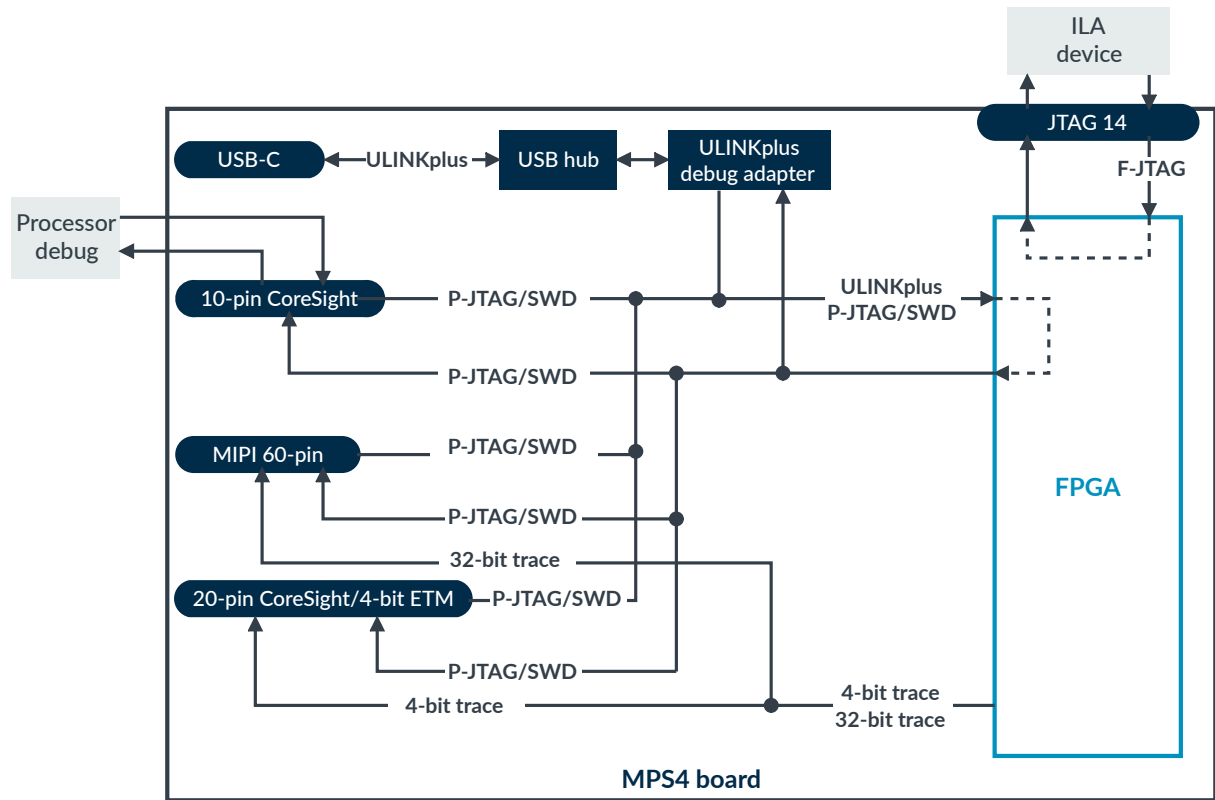 ILA
device
JTAG 14
F-JTAG
USB-C
ULINKplus
USB hub
ULINKplus
debug adapter
Processor
debug
10-pin CoreSight
P-JTAG/SWD
ULINKplus
P-JTAG/SWD
P-JTAG/SWD
MIPI 60-pin
P-JTAG/SWD
FPGA
P-JTAG/SWD
32-bit trace
20-pin CoreSight/4-bit ETM
P-JTAG/SWD
P-JTAG/SWD
4-bit trace
4-bit trace
32-bit trace
MPS4 board